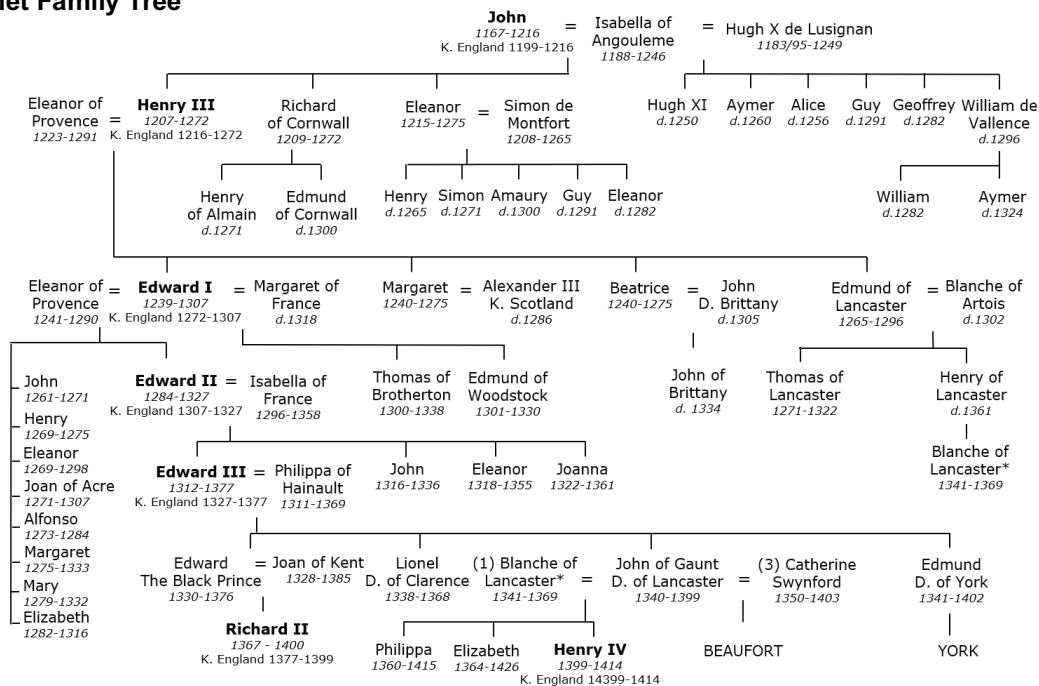 net Family Tree
John
1167-1216
K. England 1199-1216
=
Isabella of
Angouleme
1188-1246
=
Hugh X de Lusignan
1183/95-1249
Eleanor of
Provence
1223-1291
=
Henry III
1207-1272
K. England 1216-1272
Richard
of Cornwall
1209-1272
Eleanor
1215-1275
=
Simon de
Montfort
1208-1265
Hugh XI
d.1250
Aymer
d.1260
Alice
d.1256
Guy
d.1291
Geoffrey
d.1282
William de
Vallence
d.1296
Henry
of Almain
d.1271
Edmund
of Cornwall
d.1300
Henry
d.1265
Simon
d.1271
Amaury
d.1300
Guy
d.1291
Eleanor
d.1282
William
d.1282
Aymer
d.1324
Eleanor of
Provence
1241-1290
=
Edward I
1239-1307
K. England 1272-1307
=
Margaret of
France
d.1318
Margaret
1240-1275
=
Alexander III
K. Scotland
d.1286
Beatrice
1240-1275
=
John
D. Brittany
d.1305
Edmund of
Lancaster
1265-1296
=
Blanche of
Artois
d.1302
John
1261-1271
Henry
1269-1275
Eleanor
1269-1298
Joan of Acre
1271-1307
Alfonso
1273-1284
Margaret
1275-1333
Mary
1279-1332
Elizabeth
1282-1316
Edward II
1284-1327
K. England 1307-1327
=
Isabella of
France
1296-1358
Thomas of
Brotherton
1300-1338
Edmund of
Woodstock
1301-1330
John of
Brittany
d. 1334
Thomas of
Lancaster
1271-1322
Henry of
Lancaster
d.1361
Blanche of
Lancaster*
1341-1369
Edward III
1312-1377
K. England 1327-1377
=
Philippa of
Hainault
1311-1369
John
1316-1336
Eleanor
1318-1355
Joanna
1322-1361
Edward
The Black Prince
1330-1376
=
Joan of Kent
1328-1385
Lionel
D. of Clarence
1338-1368
(1) Blanche of
Lancaster*
1341-1369
=
John of Gaunt
D. of Lancaster
1340-1399
=
(3) Catherine
Swynford
1350-1403
Edmund
D. of York
1341-1402
Richard II
1367 - 1400
K. England 1377-1399
Philippa
1360-1415
Elizabeth
1364-1426
Henry IV
1399-1414
K. England 14399-1414
BEAUFORT
YORK